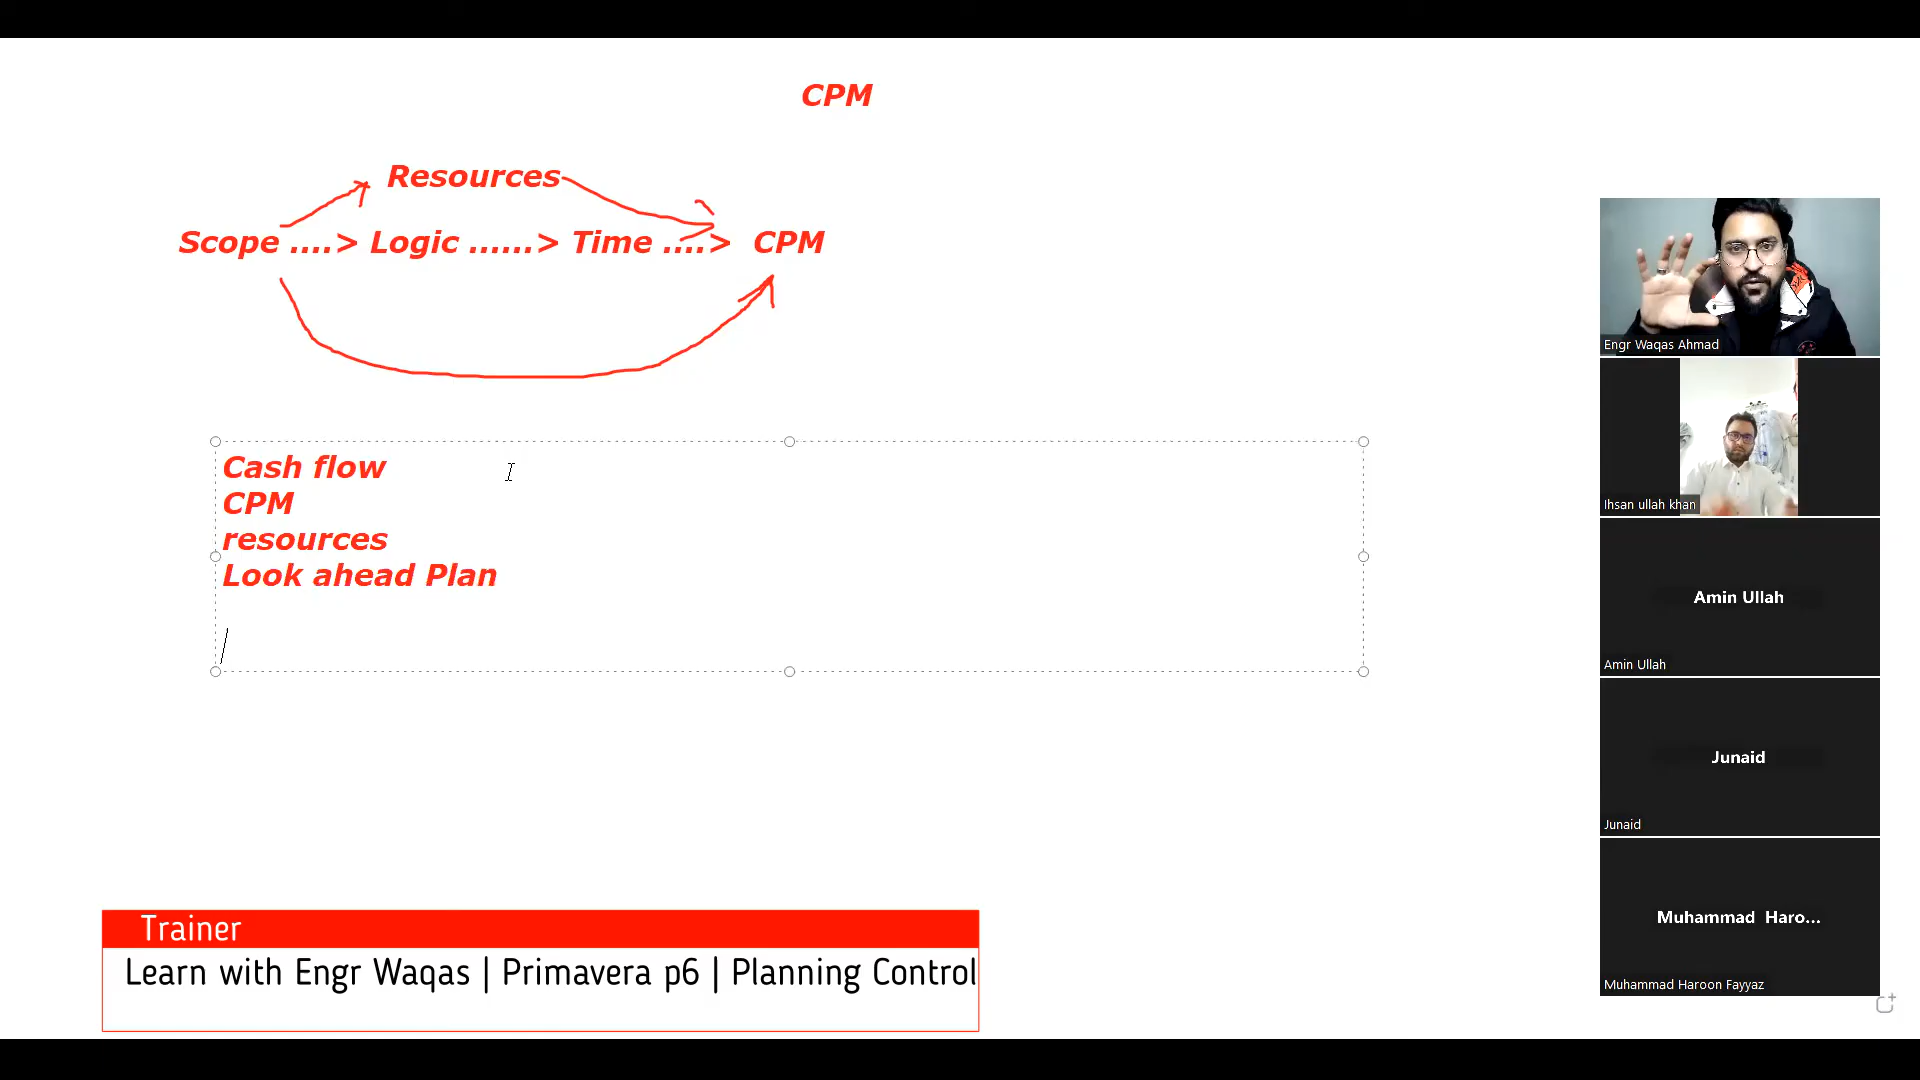 CPM
Resources
Scope ....> Logic ......> Time ....> CPM
Cash flow
CPM
resources
Look ahead Plan
Trainer
Learn with Engr Waqas | Primavera p6 | Planning Control
Engr Waqas Ahmad
Ihsan ullah khan
Amin Ullah
Amin Ullah
Junaid
Junaid
Muhammad Haro...
Muhammad Haroon Fayyaz